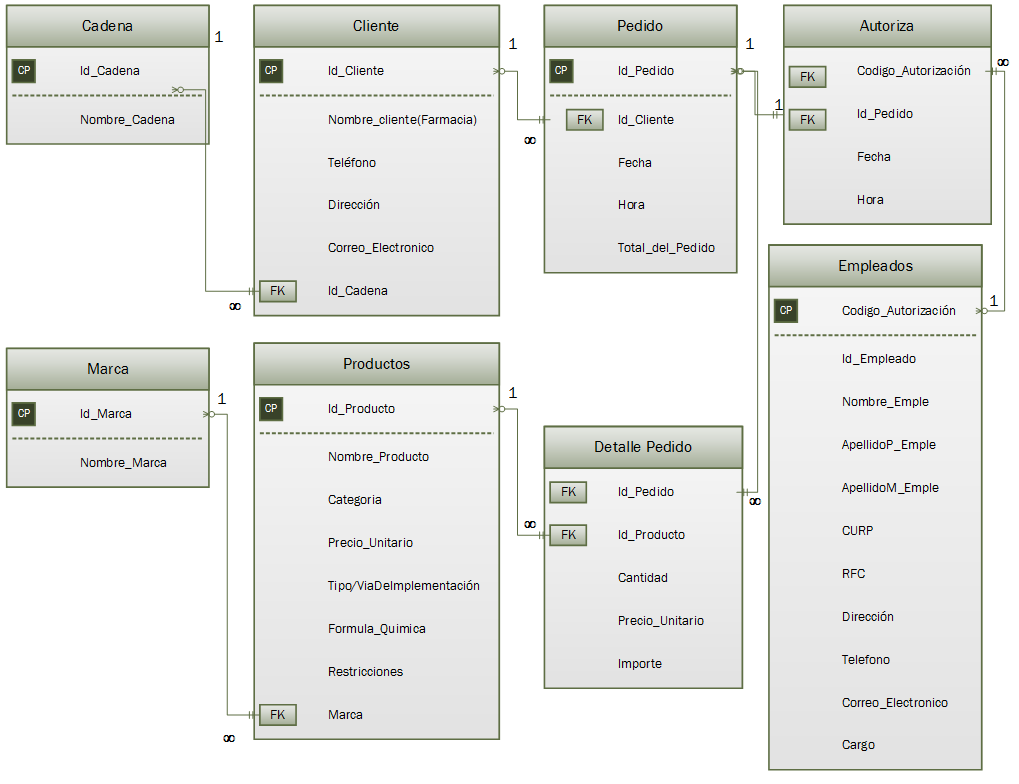 Cadena
CP Id_Cadena
Nombre_Cadena
1
∞
Cliente
CP Id_Cliente
Nombre_cliente(Farmacia)
Teléfono
Dirección
Correo_Electronico
FK Id_Cadena
1
∞
Pedido
CP Id_Pedido
FK Id_Cliente
Fecha
Hora
Total_del_Pedido
1
1
Autoriza
FK Codigo_Autorización
FK Id_Pedido
Fecha
Hora
∞
Marca
CP Id_Marca
Nombre_Marca
1
∞
Productos
CP Id_Producto
Nombre_Producto
Categoria
Precio_Unitario
Tipo/ViaDeImplementación
Formula_Quimica
Restricciones
FK Marca
1
∞
Detalle Pedido
FK Id_Pedido
FK Id_Producto
Cantidad
Precio_Unitario
Importe
∞
Empleados
CP Codigo_Autorización
1
Id_Empleado
Nombre_Emple
ApellidoP_Emple
ApellidoM_Emple
CURP
RFC
Dirección
Telefono
Correo_Electronico
Cargo